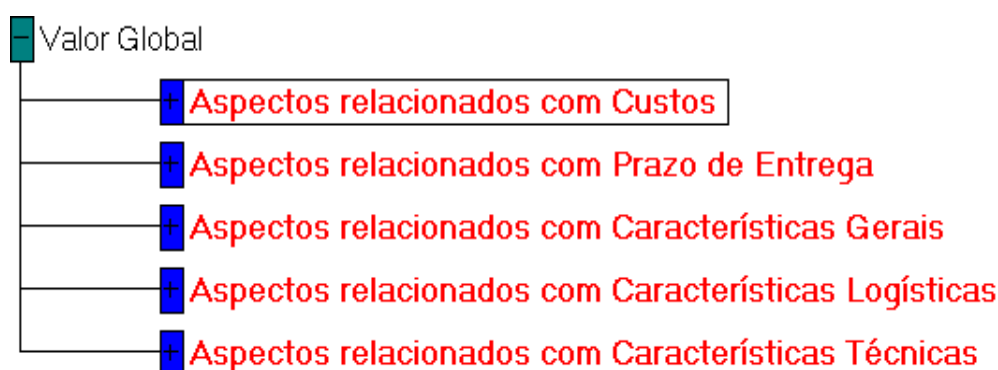 Valor Global
Aspectos relacionados com Custos
Aspectos relacionados com Prazo de Entrega
Aspectos relacionados com Características Gerais
Aspectos relacionados com Características Logísticas
Aspectos relacionados com Características Técnicas